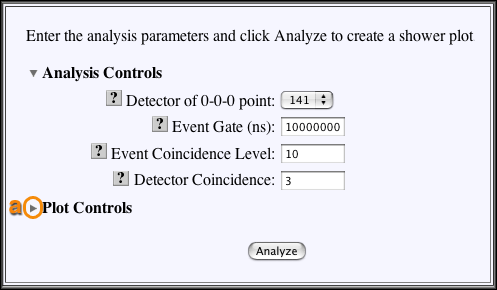 Enter the analysis parameters and click Analyze to create a shower plot
Analysis Controls
? Detector of 0-0-0 point: 141
? Event Gate (ns): 10000000
? Event Coincidence Level: 10
? Detector Coincidence: 3
a Plot Controls
Analyze